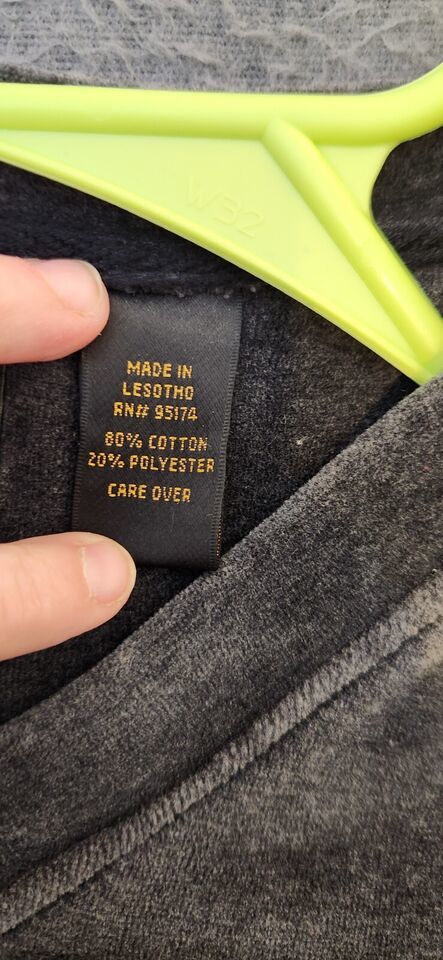 W32
MADE IN
LESOTHO
RN# 95174
80% COTTON
20% POLYESTER
CARE OVER